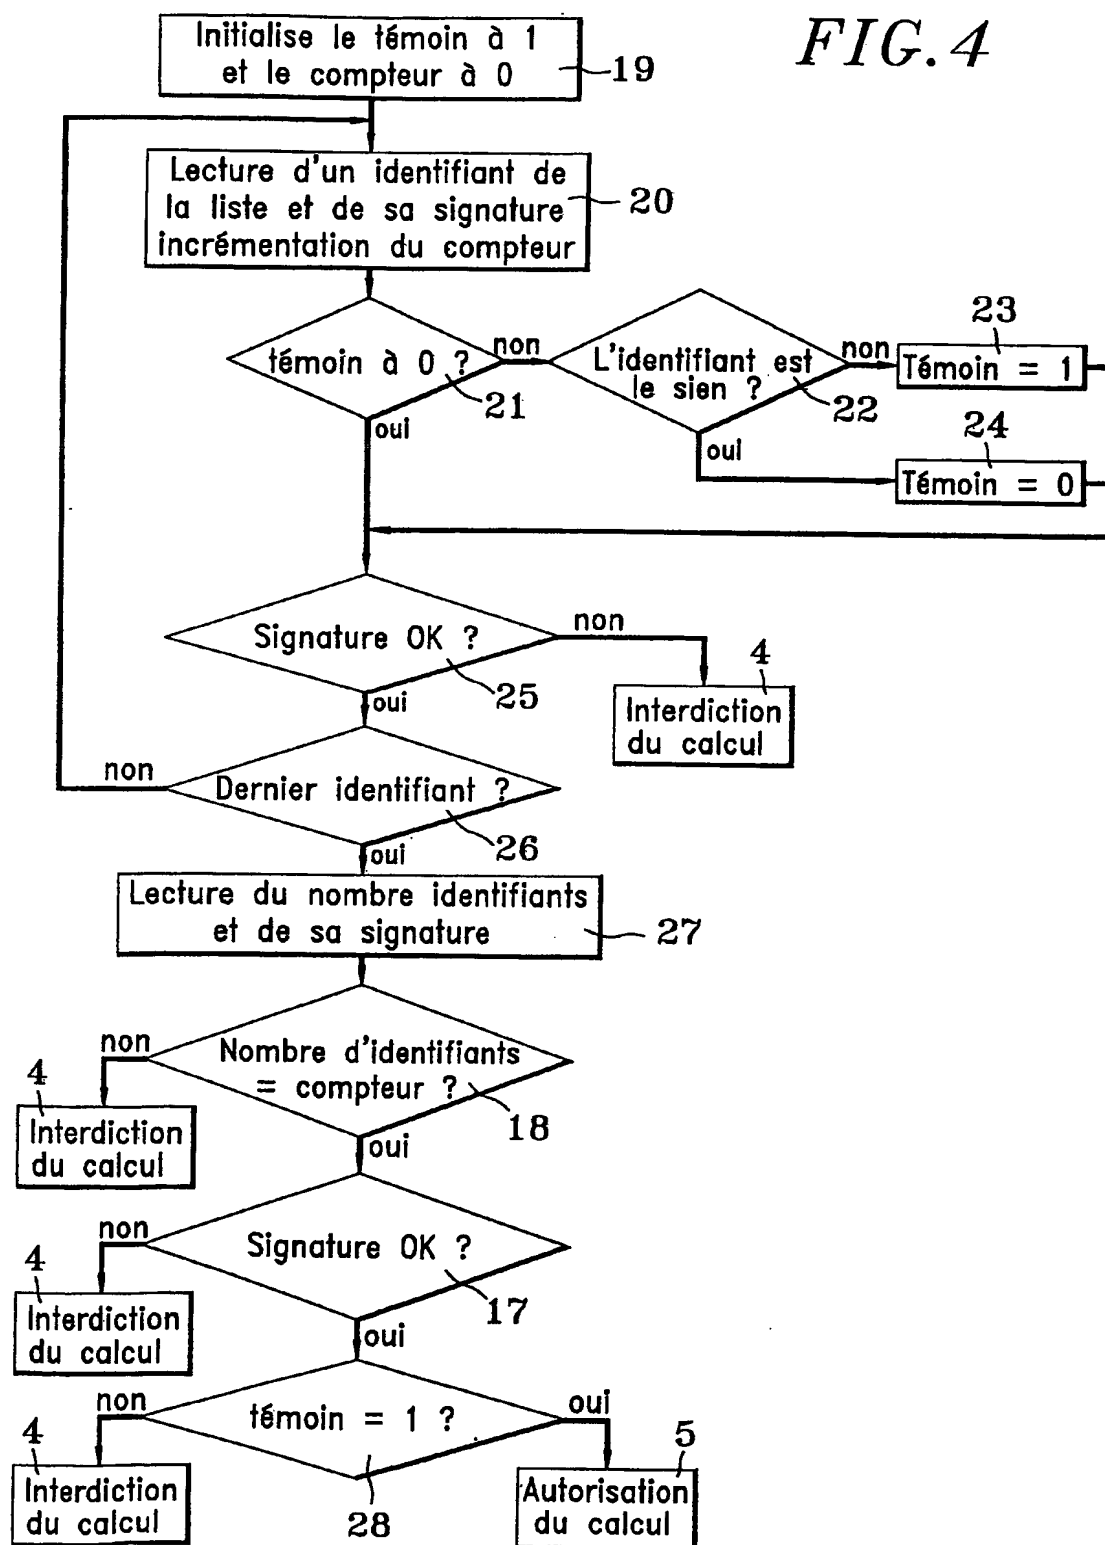 FIG. 4
Initialise le témoin à 1
et le compteur à 0
19
Lecture d'un identifiant de
la liste et de sa signature
incrémentation du compteur
20
témoin à 0 ?
21
non
oui
L'identifiant est
le sien ?
22
non
oui
23
Témoin = 1
24
Témoin = 0
Signature OK ?
25
non
oui
4
Interdiction
du calcul
Dernier identifiant ?
26
non
oui
Lecture du nombre identifiants
et de sa signature
27
Nombre d'identifiants
= compteur ?
18
non
oui
4
Interdiction
du calcul
Signature OK ?
17
non
oui
4
Interdiction
du calcul
témoin = 1 ?
28
non
oui
4
Interdiction
du calcul
5
Autorisation
du calcul